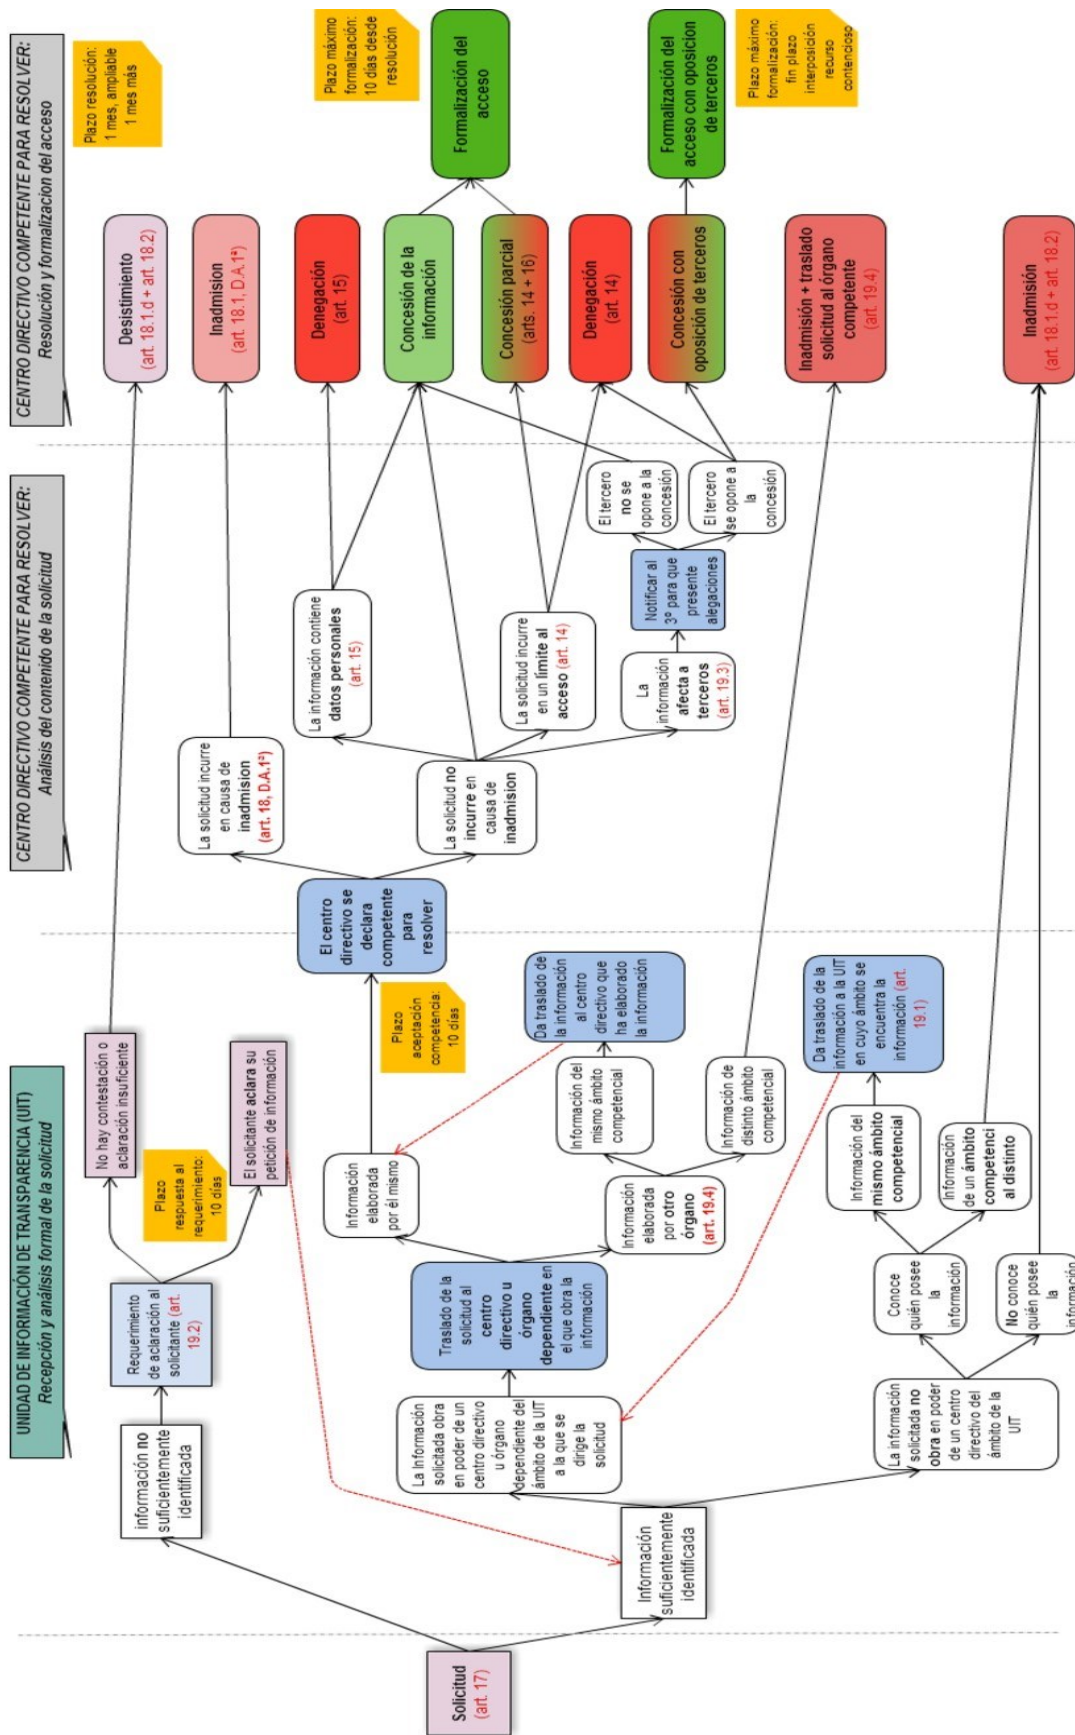 UNIDAD DE INFORMACIÓN DE TRANSPARENCIA (UIT)
Recepción y análisis formal de la solicitud
CENTRO DIRECTIVO COMPETENTE PARA RESOLVER:
Análisis del contenido de la solicitud
CENTRO DIRECTIVO COMPETENTE PARA RESOLVER:
Resolución y formalizacion del acceso
Solicitud
(art. 17)
información no
suficientemente
identificada
Requerimiento
de aclaración al
solicitante (art.
19.2)
No hay contestación o
aclaración insuficiente
Plazo
respuesta al
requerimiento:
10 días
El solicitante aclara su
petición de información
Información
suficientemente
identificada
La Información
solicitada obra
en poder de un
centro directivo
u órgano
dependiente del
ámbito de la UIT
a la que se
dirige la
solicitud
Traslado de la
solicitud al
centro
directivo u
órgano
dependiente en
el que obra la
información
Información
elaborada
por él mismo
Información
elaborada
por otro
órgano
(art. 19.4)
Plazo
aceptación
competencia:
10 días
Información del
mismo ámbito
competencial
Da traslado de
la información
al centro
directivo que
ha elaborado
la información
Información de
distinto ámbito
competencial
La información
solicitada no
obra en poder
de un centro
directivo del
ámbito de la
UIT
Conoce
quién posee
la
información
No conoce
quién posee
la
información
Información del
mismo ámbito
competencial
Da traslado de la
información a la UIT
en cuyo ámbito se
encuentra la
información (art.
19.1)
Información
de un ámbito
competenci
al distinto
El centro
directivo se
declara
competente
para
resolver
La solicitud incurre
en causa de
inadmision
(art. 18, D.A.1ª)
La solicitud no
incurre en
causa de
inadmision
La información contiene
datos personales
(art. 15)
La solicitud incurre
en un límite al
acceso (art. 14)
La
información
afecta a
terceros
(art. 19.3)
Notificar al
3º para que
presente
alegaciones
El tercero
no se
opone a la
concesión
El tercero
se opone a
la
concesión
Desistimiento
(art. 18.1.d + art. 18.2)
Inadmision
(art. 18.1, D.A.1ª)
Denegación
(art. 15)
Concesión de la
información
Concesión parcial
(arts. 14 + 16)
Denegación
(art. 14)
Concesión con
oposición de terceros
Inadmisión + traslado
solicitud al órgano
competente
(art. 19.4)
Inadmisión
(art. 18.1.d + art. 18.2)
Plazo resolución:
1 mes, ampliable
1 mes más
Plazo máximo
formalización:
10 días desde
resolución
Formalización del
acceso
Formalización del
acceso con oposicion
de terceros
Plazo máximo
formalización:
fin plazo
interposición
recurso
contencioso